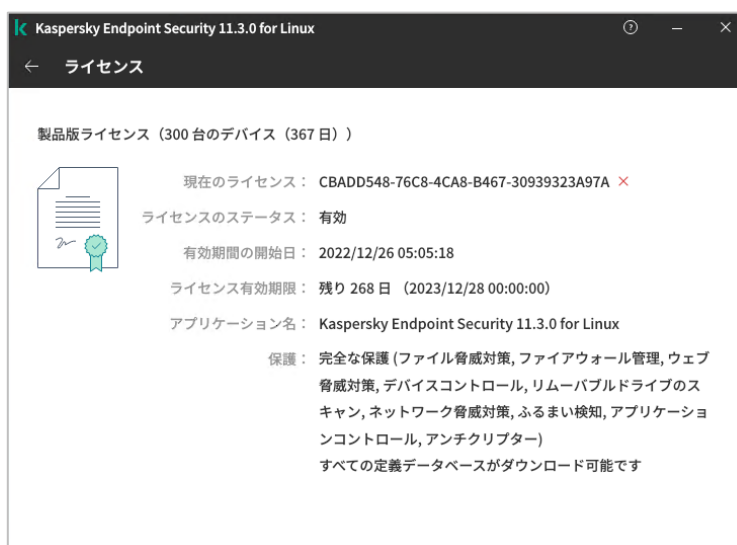 Kaspersky Endpoint Security 11.3.0 for Linux
ライセンス
製品版ライセンス（300 台のデバイス（367 日））
現在のライセンス： CBADD548-76C8-4CA8-B467-30939323A97A
ライセンスのステータス： 有効
有効期間の開始日： 2022/12/26 05:05:18
ライセンス有効期限： 残り 268 日 （2023/12/28 00:00:00）
アプリケーション名： Kaspersky Endpoint Security 11.3.0 for Linux
保護： 完全な保護 (ファイル脅威対策, ファイアウォール管理, ウェブ
脅威対策, デバイスコントロール, リムーバブルドライブのス
キャン, ネットワーク脅威対策, ふるまい検知, アプリケーショ
ンコントロール, アンチクリプター)
すべての定義データベースがダウンロード可能です